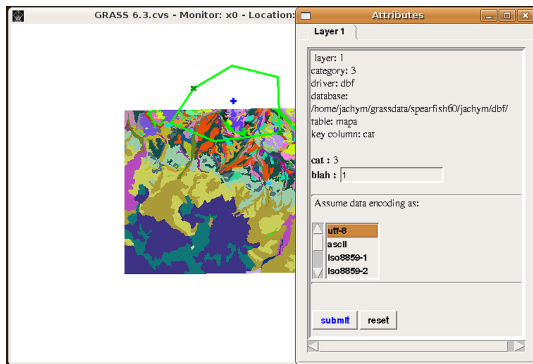 GRASS 6.3.cvs - Monitor: x0 - Location:
Attributes
Layer 1
layer: 1
category: 3
driver: dbf
database:
/home/jachym/grassdata/spearfish60/jachym/dbf/
table: mapa
key column: cat
cat : 3
blah : 1
Assume data encoding as:
utf-8
ascii
iso8859-1
iso8859-2
submit reset